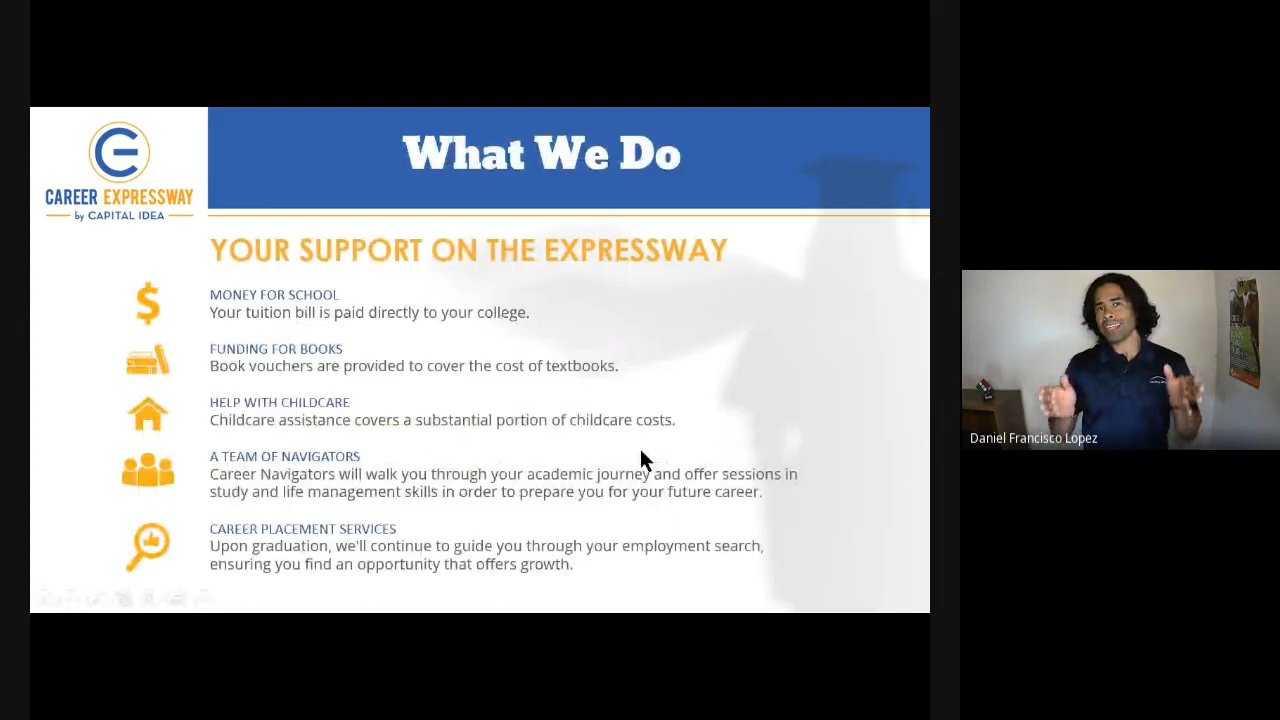 What We Do
CAREER EXPRESSWAY
by CAPITAL IDEA
YOUR SUPPORT ON THE EXPRESSWAY
MONEY FOR SCHOOL
Your tuition bill is paid directly to your college.
FUNDING FOR BOOKS
Book vouchers are provided to cover the cost of textbooks.
HELP WITH CHILDCARE
Childcare assistance covers a substantial portion of childcare costs.
A TEAM OF NAVIGATORS
Career Navigators will walk you through your academic journey and offer sessions in
study and life management skills in order to prepare you for your future career.
CAREER PLACEMENT SERVICES
Upon graduation, we'll continue to guide you through your employment search,
ensuring you find an opportunity that offers growth.
Daniel Francisco Lopez